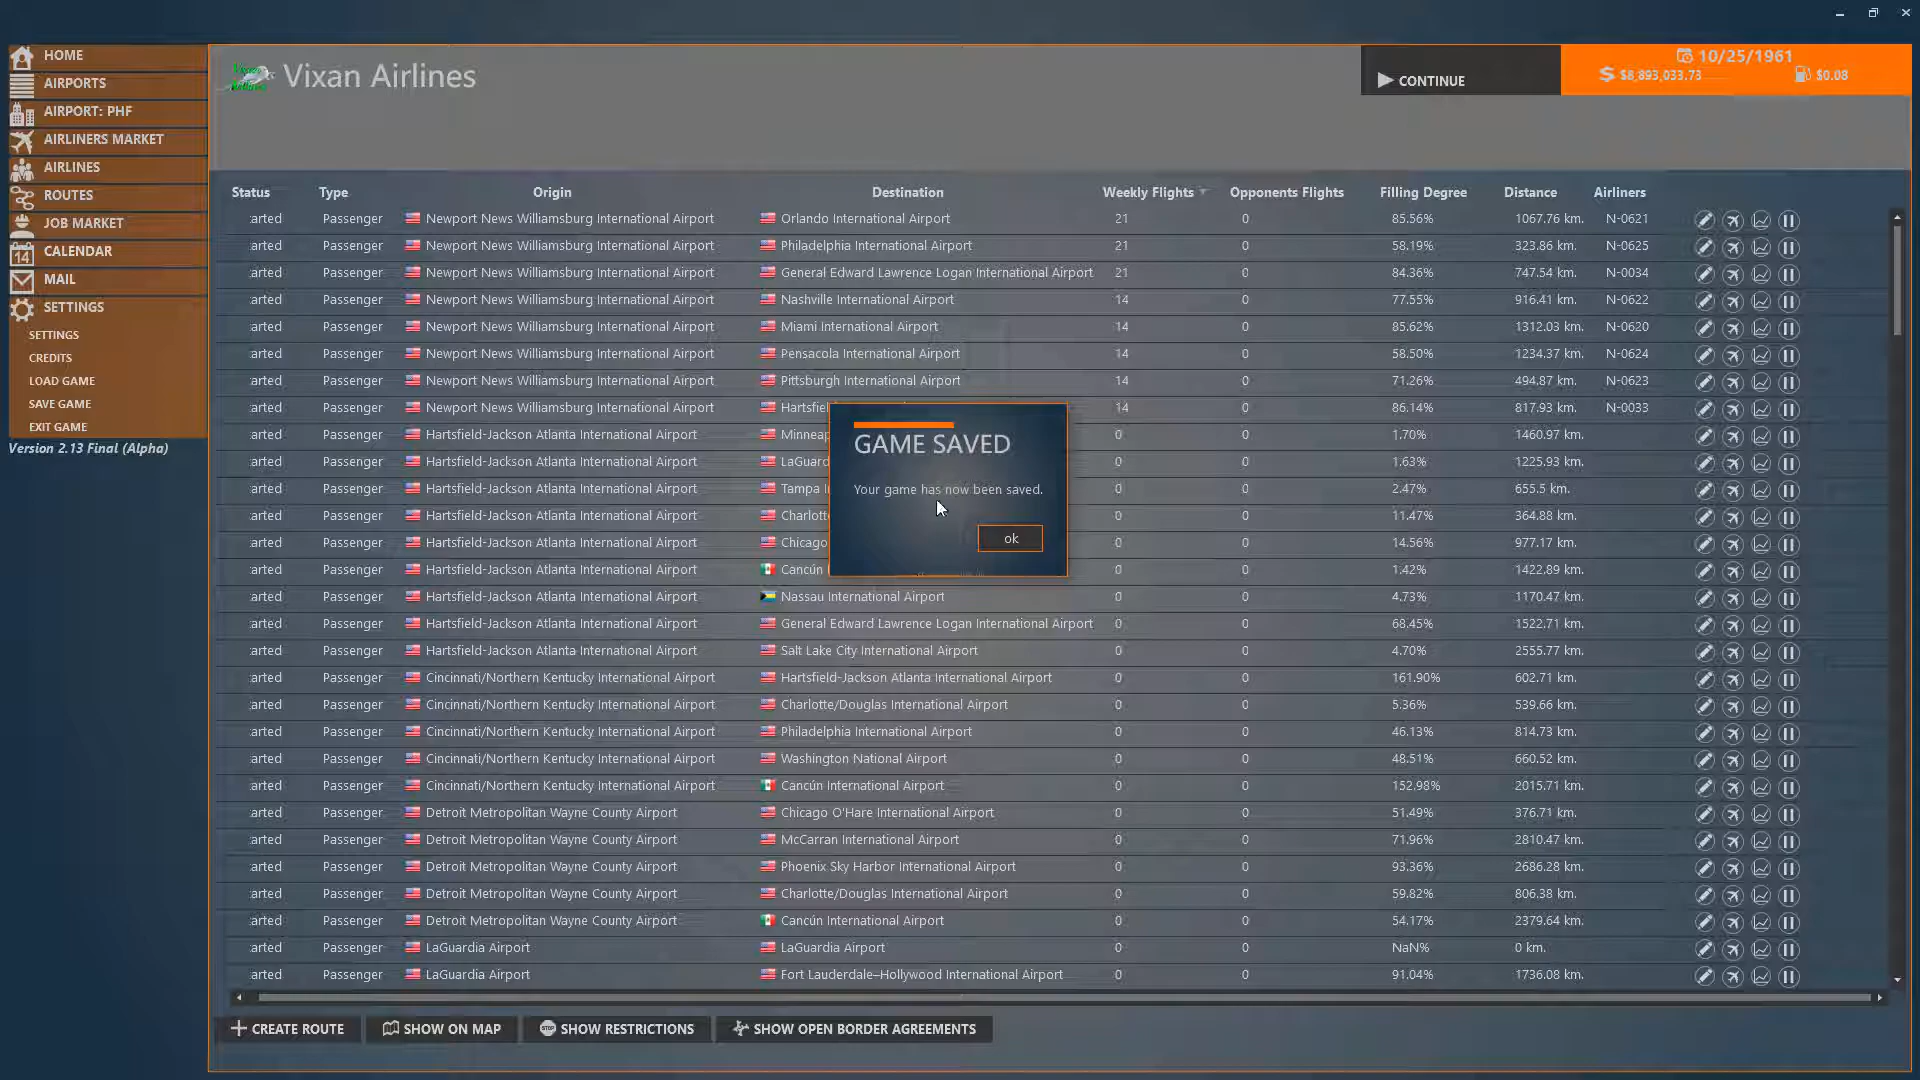 HOME
AIRPORTS
AIRPORT: PHF
AIRLINERS MARKET
AIRLINES
ROUTES
JOB MARKET
CALENDAR
14
MAIL
SETTINGS
SETTINGS
CREDITS
LOAD GAME
SAVE GAME
EXIT GAME
Version 2.13 Final (Alpha)
Vixan Airlines
CONTINUE
10/25/1961
$8,893,033.73 $0.08
Status Type Origin Destination Weekly Flights Opponents Flights Filling Degree Distance Airliners
arted Passenger Newport News Williamsburg International Airport Orlando International Airport 21 0 85.56% 1067.76 km. N-0621
arted Passenger Newport News Williamsburg International Airport Philadelphia International Airport 21 0 58.19% 323.86 km. N-0625
arted Passenger Newport News Williamsburg International Airport General Edward Lawrence Logan International Airport 21 0 84.36% 747.54 km. N-0034
arted Passenger Newport News Williamsburg International Airport Nashville International Airport 14 0 77.55% 916.41 km. N-0622
arted Passenger Newport News Williamsburg International Airport Miami International Airport 14 0 85.62% 1312.03 km. N-0620
arted Passenger Newport News Williamsburg International Airport Pensacola International Airport 14 0 58.50% 1234.37 km. N-0624
arted Passenger Newport News Williamsburg International Airport Pittsburgh International Airport 14 0 71.26% 494.87 km. N-0623
arted Passenger Newport News Williamsburg International Airport Hartsfiel 14 0 86.14% 817.93 km. N-0033
arted Passenger Hartsfield-Jackson Atlanta International Airport Minneap 0 0 1.70% 1460.97 km.
arted Passenger Hartsfield-Jackson Atlanta International Airport LaGuard 0 0 1.63% 1225.93 km.
arted Passenger Hartsfield-Jackson Atlanta International Airport Tampa I 0 0 2.47% 655.5 km.
arted Passenger Hartsfield-Jackson Atlanta International Airport Charlott 0 0 11.47% 364.88 km.
arted Passenger Hartsfield-Jackson Atlanta International Airport Chicago 0 0 14.56% 977.17 km.
arted Passenger Hartsfield-Jackson Atlanta International Airport Cancún 0 0 1.42% 1422.89 km.
arted Passenger Hartsfield-Jackson Atlanta International Airport Nassau International Airport 0 0 4.73% 1170.47 km.
arted Passenger Hartsfield-Jackson Atlanta International Airport General Edward Lawrence Logan International Airport 0 0 68.45% 1522.71 km.
arted Passenger Hartsfield-Jackson Atlanta International Airport Salt Lake City International Airport 0 0 4.70% 2555.77 km.
arted Passenger Cincinnati/Northern Kentucky International Airport Hartsfield-Jackson Atlanta International Airport 0 0 161.90% 602.71 km.
arted Passenger Cincinnati/Northern Kentucky International Airport Charlotte/Douglas International Airport 0 0 5.36% 539.66 km.
arted Passenger Cincinnati/Northern Kentucky International Airport Philadelphia International Airport 0 0 46.13% 814.73 km.
arted Passenger Cincinnati/Northern Kentucky International Airport Washington National Airport 0 0 48.51% 660.52 km.
arted Passenger Cincinnati/Northern Kentucky International Airport Cancún International Airport 0 0 152.98% 2015.71 km.
arted Passenger Detroit Metropolitan Wayne County Airport Chicago O'Hare International Airport 0 0 51.49% 376.71 km.
arted Passenger Detroit Metropolitan Wayne County Airport McCarran International Airport 0 0 71.96% 2810.47 km.
arted Passenger Detroit Metropolitan Wayne County Airport Phoenix Sky Harbor International Airport 0 0 93.36% 2686.28 km.
arted Passenger Detroit Metropolitan Wayne County Airport Charlotte/Douglas International Airport 0 0 59.82% 806.38 km.
arted Passenger Detroit Metropolitan Wayne County Airport Cancún International Airport 0 0 54.17% 2379.64 km.
arted Passenger LaGuardia Airport LaGuardia Airport 0 0 NaN% 0 km.
arted Passenger LaGuardia Airport Fort Lauderdale–Hollywood International Airport 0 0 91.04% 1736.08 km.
GAME SAVED
Your game has now been saved.
ok
CREATE ROUTE SHOW ON MAP STOP SHOW RESTRICTIONS SHOW OPEN BORDER AGREEMENTS